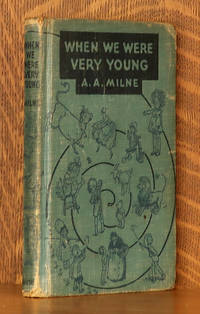 WHEN WE WERE
VERY YOUNG
A. A. MILNE
WHEN
WE
WERE
VERY
YOUNG
MILNE